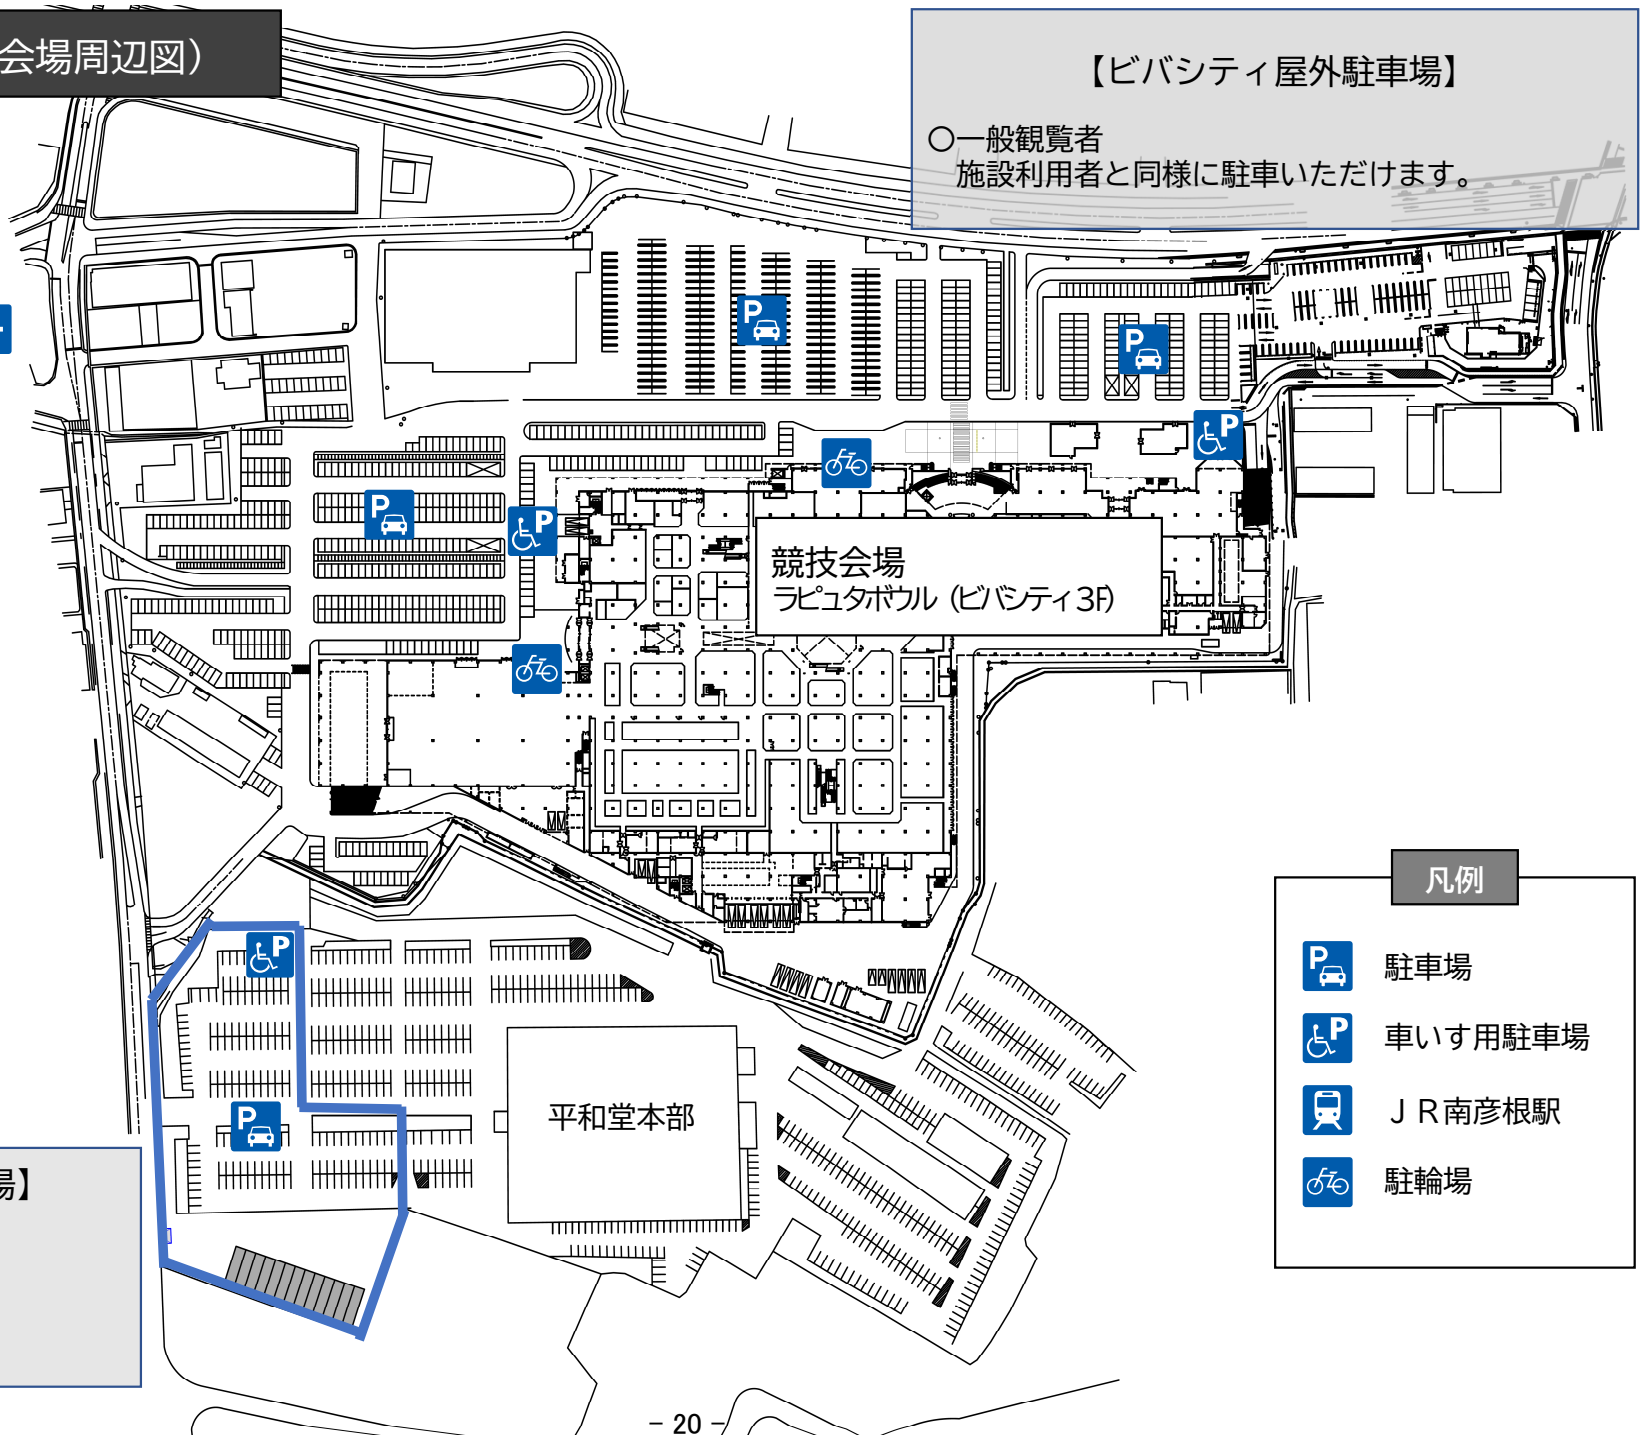 会場周辺図）
【ビバシティ屋外駐車場】
〇一般観覧者
施設利用者と同様に駐車いただけます。
P
P
P
P
P
競技会場
ラピュタボウル（ビバシティ3F）
P
P
平和堂本部
場】
凡例
P 駐車場
P 車いす用駐車場
ＪＲ南彦根駅
駐輪場
- 20 -